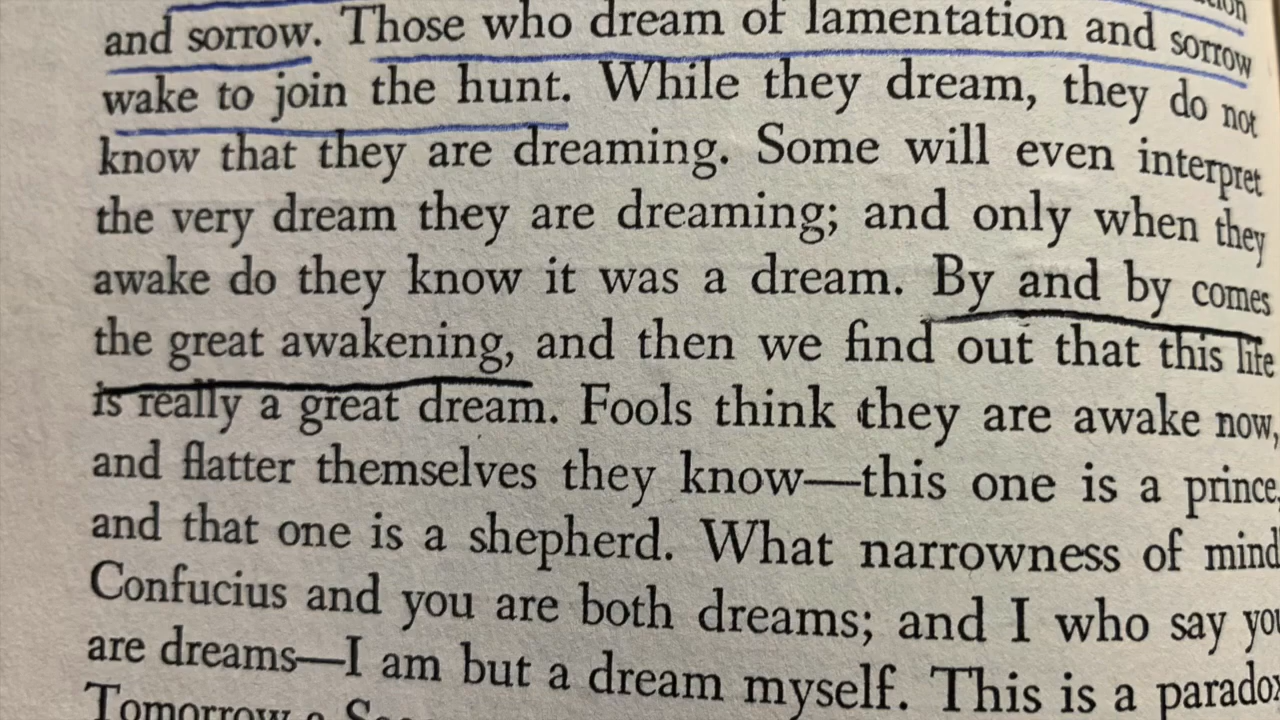 and sorrow. Those who dream of lamentation and sorrow
wake to join the hunt. While they dream, they do not
know that they are dreaming. Some will even interpret
the very dream they are dreaming; and only when they
awake do they know it was a dream. By and by comes
the great awakening, and then we find out that this life
is really a great dream. Fools think they are awake now,
and flatter themselves they know—this one is a prince,
and that one is a shepherd. What narrowness of mind
Confucius and you are both dreams; and I who say you
are dreams—I am but a dream myself. This is a paradox
Tomorrow a